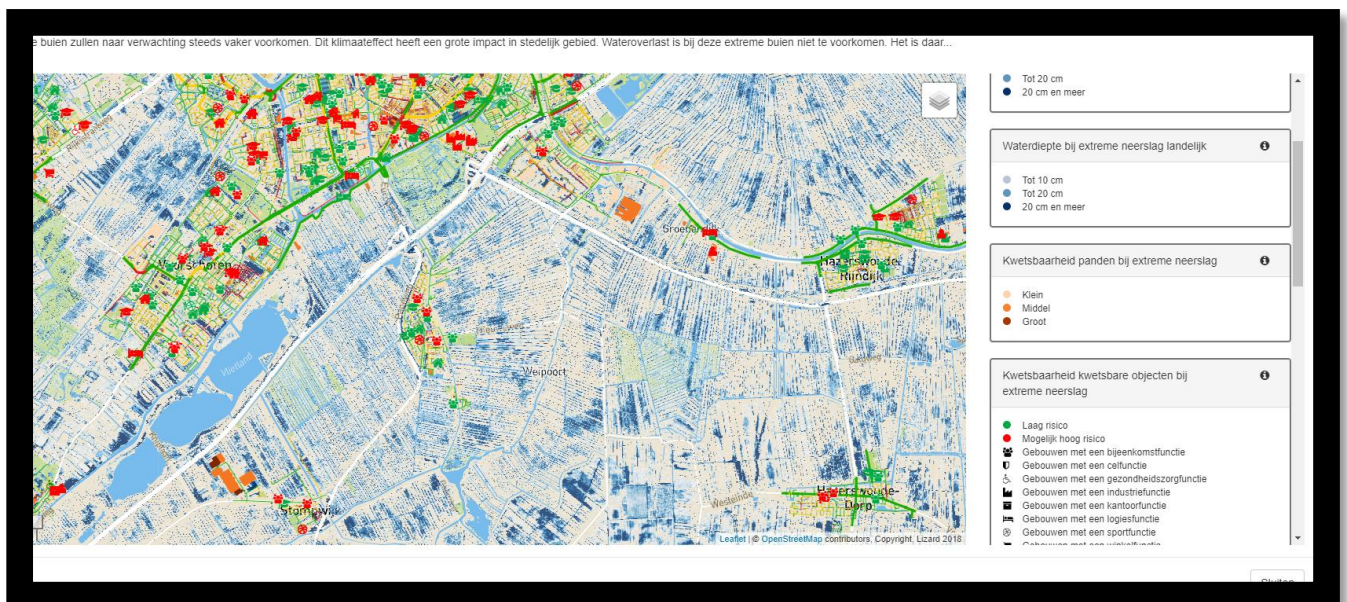 e buien zullen naar verwachting steeds vaker voorkomen. Dit klimaateffect heeft een grote impact in stedelijk gebied. Wateroverlast is bij deze extreme buien niet te voorkomen. Het is daar...
Tot 20 cm
20 cm en meer
Waterdiepte bij extreme neerslag landelijk
Tot 10 cm
Tot 20 cm
20 cm en meer
Kwetsbaarheid panden bij extreme neerslag
Klein
Middel
Groot
Kwetsbaarheid kwetsbare objecten bij
extreme neerslag
Laag risico
Mogelijk hoog risico
Gebouwen met een bijeenkomstfunctie
Gebouwen met een celfunctie
Gebouwen met een gezondheidszorgfunctie
Gebouwen met een industriefunctie
Gebouwen met een kantoorfunctie
Gebouwen met een logiesfunctie
Gebouwen met een sportfunctie
Gebouwen met een winkelfunctie
Voorschoten
Vlietland
Weipoort
Hazerswoude-
Rijndijk
Westeinde
Hazerswoude-
Dorp
Stompwijk
Leaflet | © OpenStreetMap contributors, Copyright, Lizard 2018
Sluiten